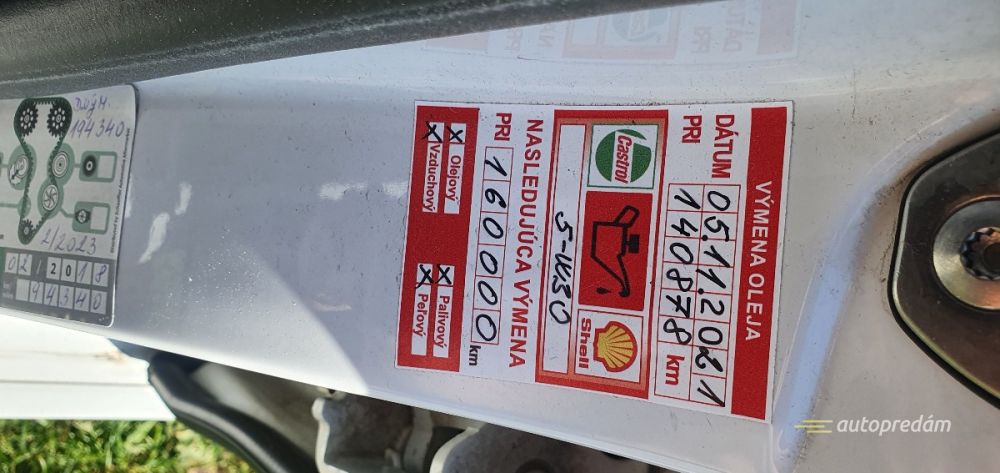 VÝMENA OLEJA
DÁTUM 05.11.2021
PRI 140878 km
Castrol
Shell
5-W30
NASLEDUJÚCA VÝMENA
PRI 160000 km
X Olejový X Palivový
X Vzduchový X Peľový
194340
2/2023
02/2018
94340
autopredám